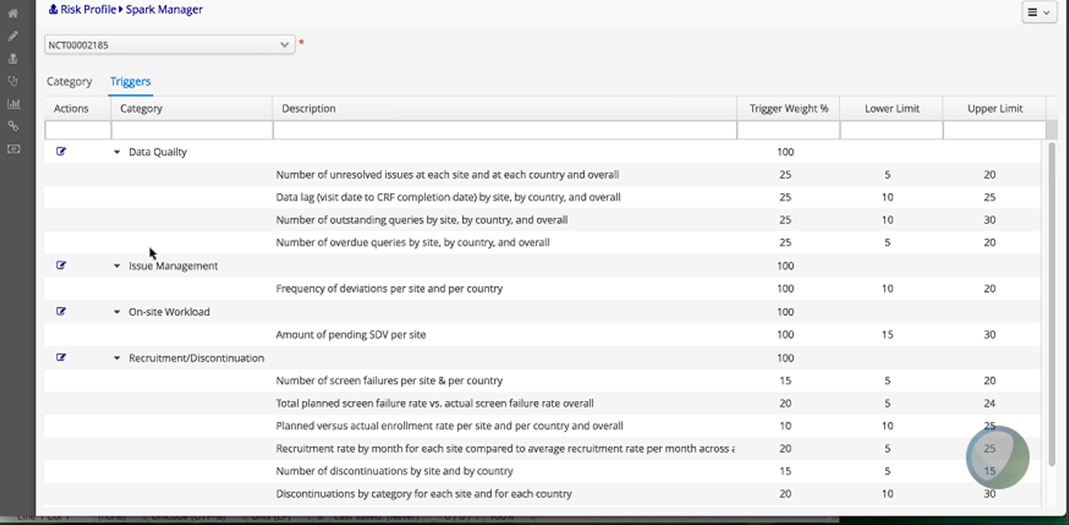 Risk Profile Spark Manager
NCT00002185 *
Category Triggers
Actions Category Description Trigger Weight % Lower Limit Upper Limit
Data Quailty 100
Number of unresolved issues at each site and at each country and overall 25 5 20
Data lag (visit date to CRF completion date) by site, by country, and overall 25 10 25
Number of outstanding queries by site, by country, and overall 25 10 30
Number of overdue queries by site, by country, and overall 25 5 20
Issue Management 100
Frequency of deviations per site and per country 100 10 20
On-site Workload 100
Amount of pending SDV per site 100 15 30
Recruitment/Discontinuation 100
Number of screen failures per site & per country 15 5 20
Total planned screen failure rate vs. actual screen failure rate overall 20 5 24
Planned versus actual enrollment rate per site and per country and overall 10 10 25
Recruitment rate by month for each site compared to average recruitment rate per month across a 20 5 25
Number of discontinuations by site and by country 15 5 15
Discontinuations by category for each site and for each country 20 10 30